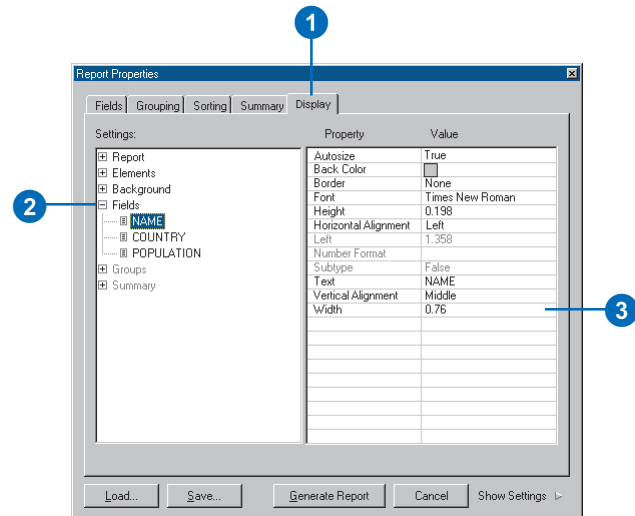 1
Report Properties
Fields Grouping Sorting Summary Display
Settings:
Property Value
Report
Elements
Background
Fields
NAME
COUNTRY
POPULATION
Groups
Summary
Autosize True
Back Color
Border None
Font Times New Roman
Height 0.198
Horizontal Alignment Left
Left 1.358
Number Format
Subtype False
Text NAME
Vertical Alignment Middle
Width 0.76
2
3
Load... Save... Generate Report Cancel Show Settings